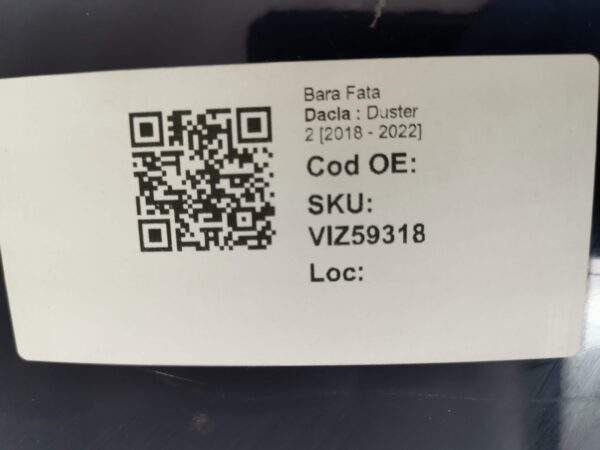 Bara Fata
Dacia : Duster
2 [2018 - 2022]
Cod OE:
SKU:
VIZ59318
Loc: